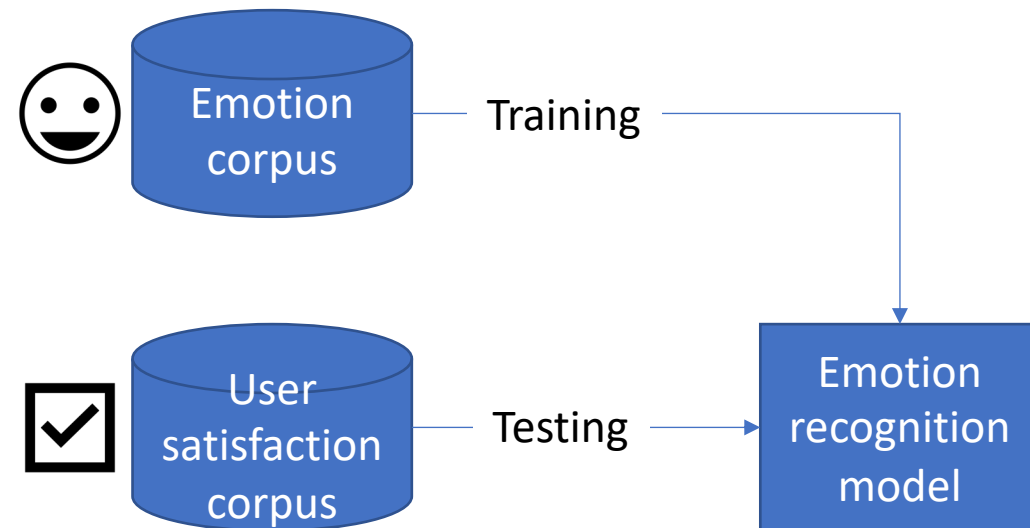 Emotion
corpus
Training
User
satisfaction
corpus
Testing
Emotion
recognition
model